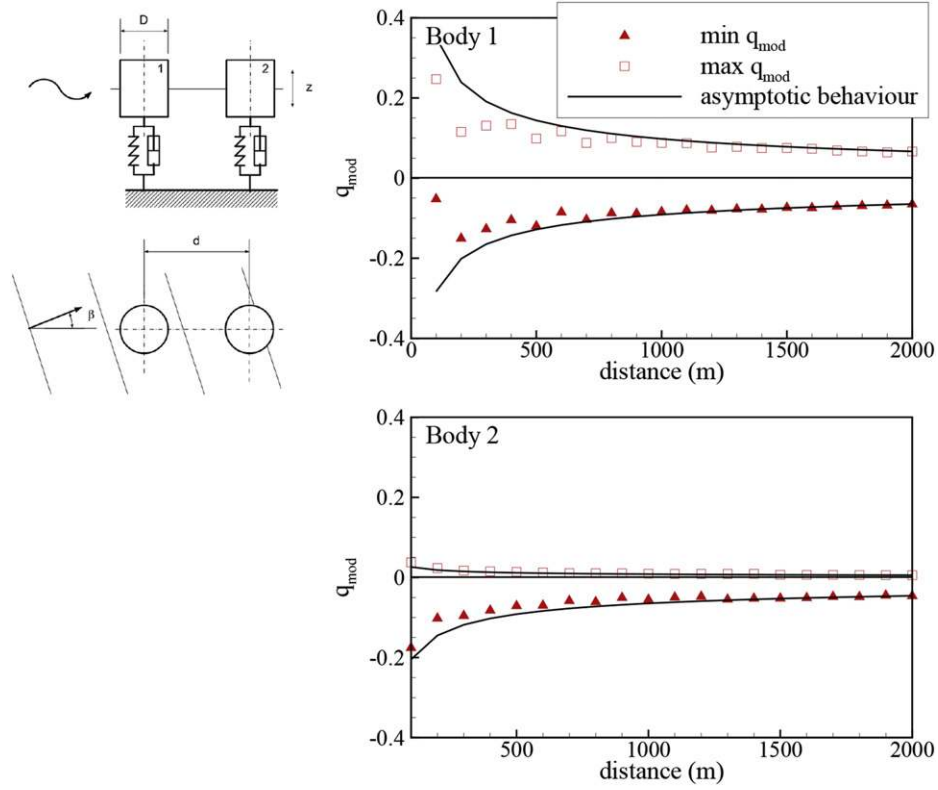 D
1
2
z
d
β
Body 1
min q_mod
max q_mod
asymptotic behaviour
q_mod
0.4
0.2
0
-0.2
-0.4
0 500 1000 1500 2000
distance (m)
Body 2
q_mod
0.4
0.2
0
-0.2
-0.4
500 1000 1500 2000
distance (m)